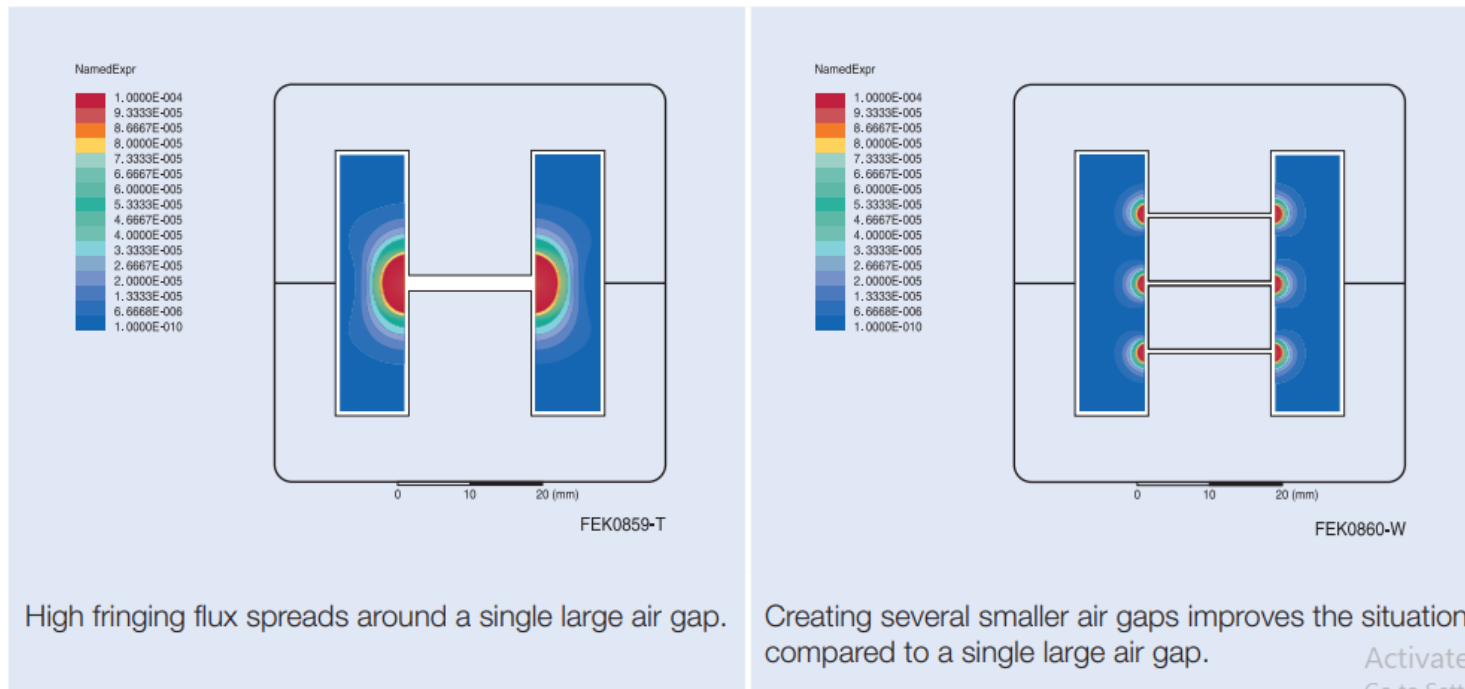 NamedExpr
1.0000E-004
9.3333E-005
8.6667E-005
8.0000E-005
7.3333E-005
6.6667E-005
6.0000E-005
5.3333E-005
4.6667E-005
4.0000E-005
3.3333E-005
2.6667E-005
2.0000E-005
1.3333E-005
6.6668E-006
1.0000E-010
0 10 20 (mm)
FEK0859-T
High fringing flux spreads around a single large air gap.
NamedExpr
1.0000E-004
9.3333E-005
8.6667E-005
8.0000E-005
7.3333E-005
6.6667E-005
6.0000E-005
5.3333E-005
4.6667E-005
4.0000E-005
3.3333E-005
2.6667E-005
2.0000E-005
1.3333E-005
6.6668E-006
1.0000E-010
0 10 20 (mm)
FEK0860-W
Creating several smaller air gaps improves the situation
compared to a single large air gap.
Activate